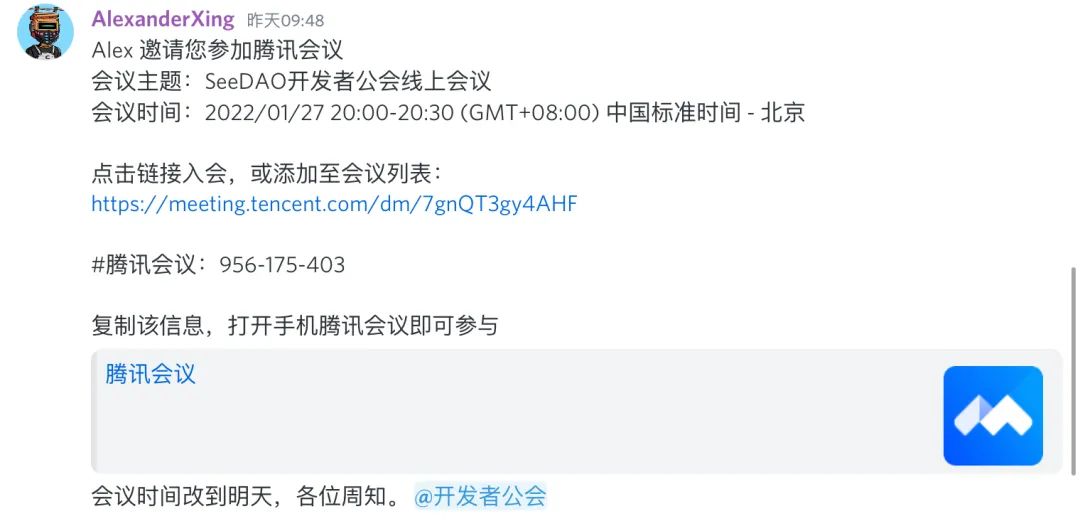 AlexanderXing 昨天09:48
Alex 邀请您参加腾讯会议
会议主题：SeeDAO开发者公会线上会议
会议时间：2022/01/27 20:00-20:30 (GMT+08:00) 中国标准时间 - 北京
点击链接入会，或添加至会议列表：
https://meeting.tencent.com/dm/7gnQT3gy4AHF
#腾讯会议：956-175-403
复制该信息，打开手机腾讯会议即可参与
腾讯会议
会议时间改到明天，各位周知。 @开发者公会